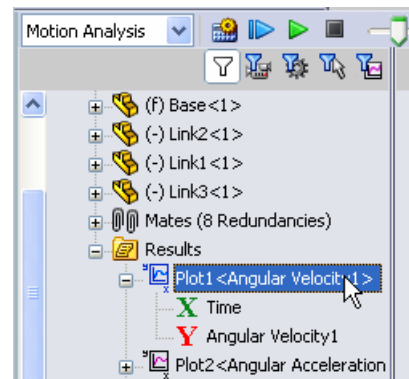 Motion Analysis
(f) Base<1>
(-) Link2<1>
(-) Link1<1>
(-) Link3<1>
Mates (8 Redundancies)
Results
Plot1<Angular Velocity1>
X Time
Y Angular Velocity1
Plot2<Angular Acceleration